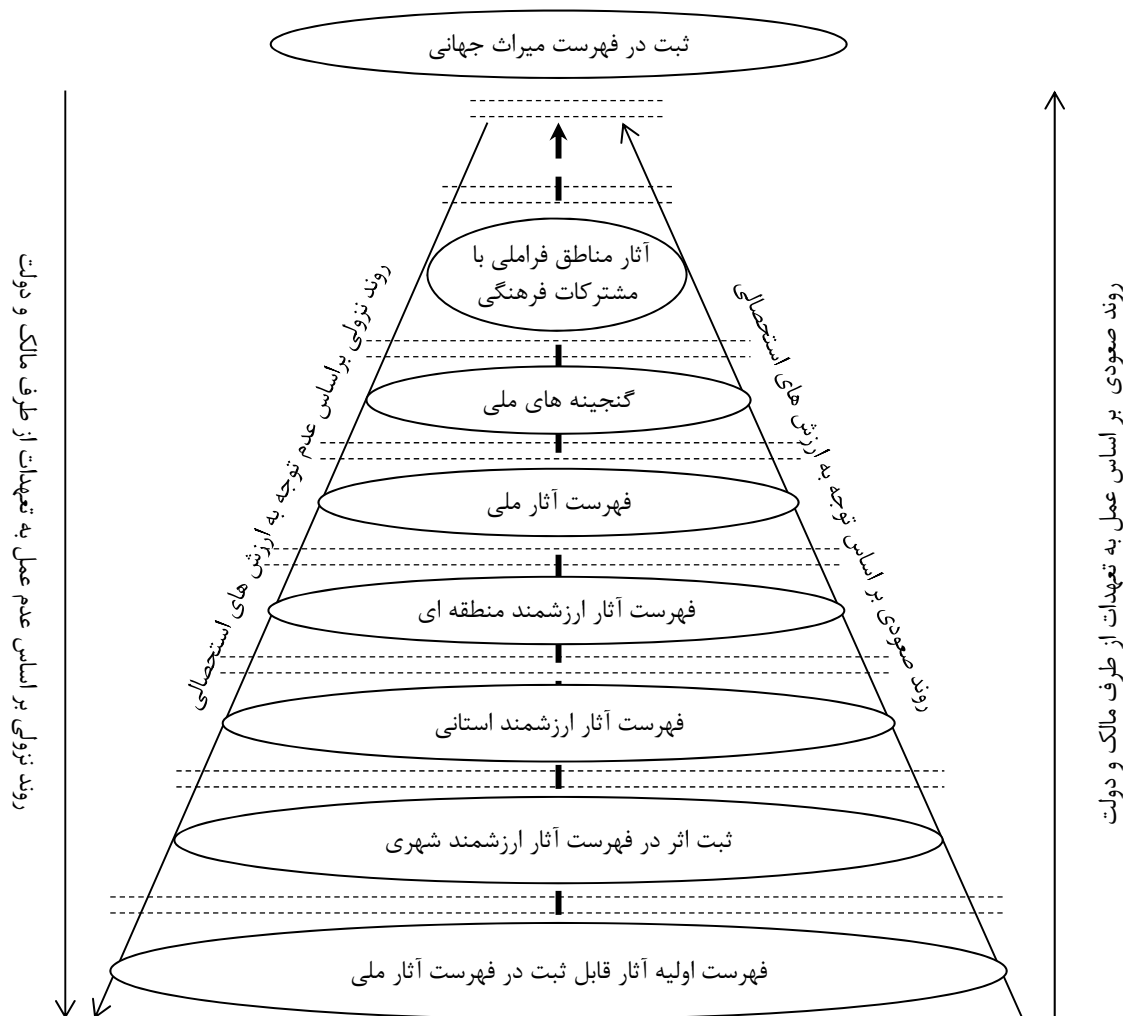 ثبت در فهرست میراث جهانی
آثار مناطق فراملی با
مشترکات فرهنگی
گنجینه های ملی
فهرست آثار ملی
فهرست آثار ارزشمند منطقه ای
فهرست آثار ارزشمند استانی
ثبت اثر در فهرست آثار ارزشمند شهری
فهرست اولیه آثار قابل ثبت در فهرست آثار ملی
روند صعودی بر اساس عمل به تعهدات از طرف مالک و دولت
روند صعودی بر اساس توجه به ارزش های استحصالی
روند نزولی براساس عدم توجه به ارزش های استحصالی
روند نزولی بر اساس عدم عمل به تعهدات از طرف مالک و دولت